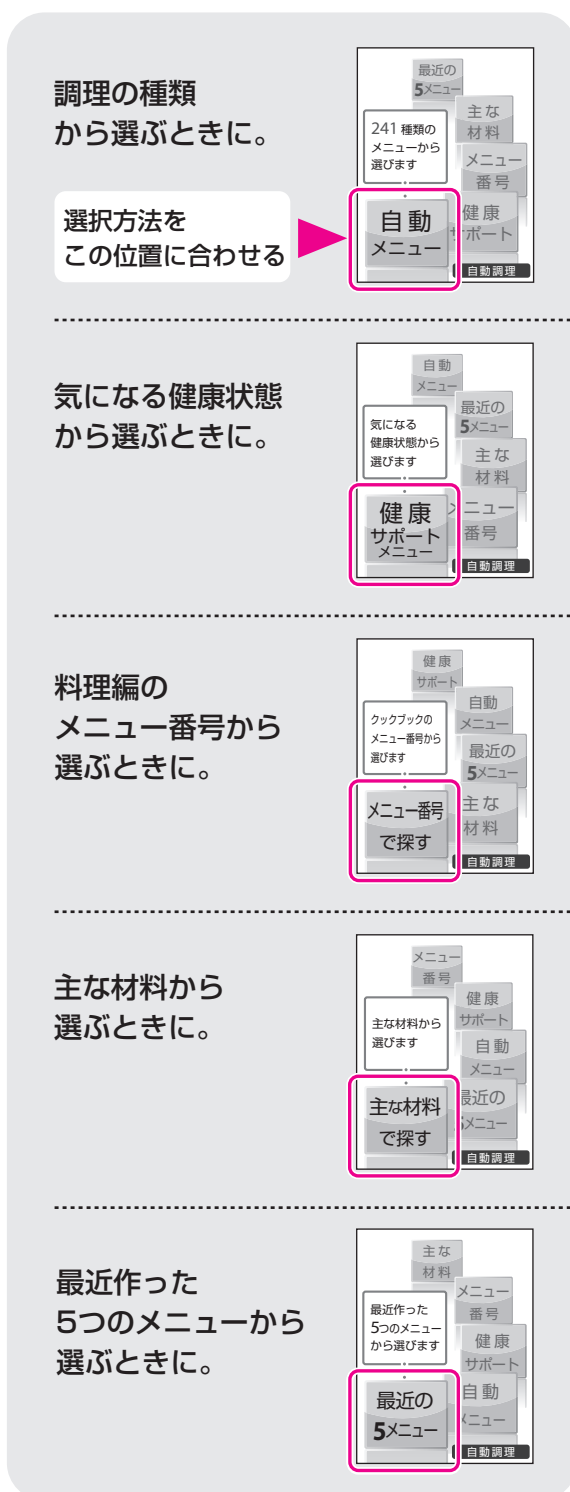 調理の種類
から選ぶときに。
選択方法を
この位置に合わせる
最近の
5メニュー
主な
材料
メニュー
番号
健康
サポート
241 種類の
メニューから
選びます
自動
メニュー
自動調理
気になる健康状態
から選ぶときに。
自動
メニュー
最近の
5メニュー
主な
材料
メニュー
番号
気になる
健康状態から
選びます
健康
サポート
メニュー
自動調理
料理編の
メニュー番号から
選ぶときに。
健康
サポート
自動
メニュー
最近の
5メニュー
主な
材料
クックブックの
メニュー番号から
選びます
メニュー番号
で探す
自動調理
主な材料から
選ぶときに。
メニュー
番号
健康
サポート
自動
メニュー
最近の
5メニュー
主な材料から
選びます
主な材料
で探す
自動調理
最近作った
5つのメニューから
選ぶときに。
主な
材料
メニュー
番号
健康
サポート
自動
メニュー
最近作った
5つのメニュー
から選びます
最近の
5メニュー
自動調理